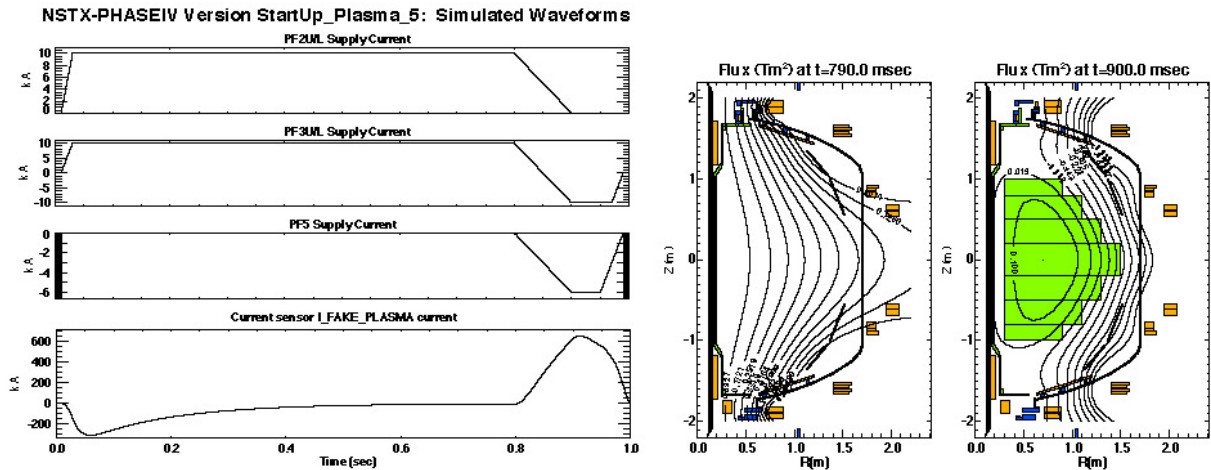 NSTX-PHASEIV Version StartUp_Plasma_5: Simulated Waveforms
PF2U/L Supply Current
10
8
6
4
2
0
kA
PF3U/L Supply Current
10
5
0
-5
-10
kA
PF5 Supply Current
0
-2
-4
-6
kA
Current sensor I_FAKE_PLASMA current
600
400
200
0
-200
kA
0.0 0.2 0.4 0.6 0.8 1.0
Time (sec)
Flux (Tm²) at t=790.0 msec
2
1
0
-1
-2
Z(m)
0.0 0.5 1.0 1.5 2.0
R(m)
Flux (Tm²) at t=900.0 msec
2
1
0
-1
-2
Z(m)
0.019
0.100
0.0 0.5 1.0 1.5 2.0
R(m)